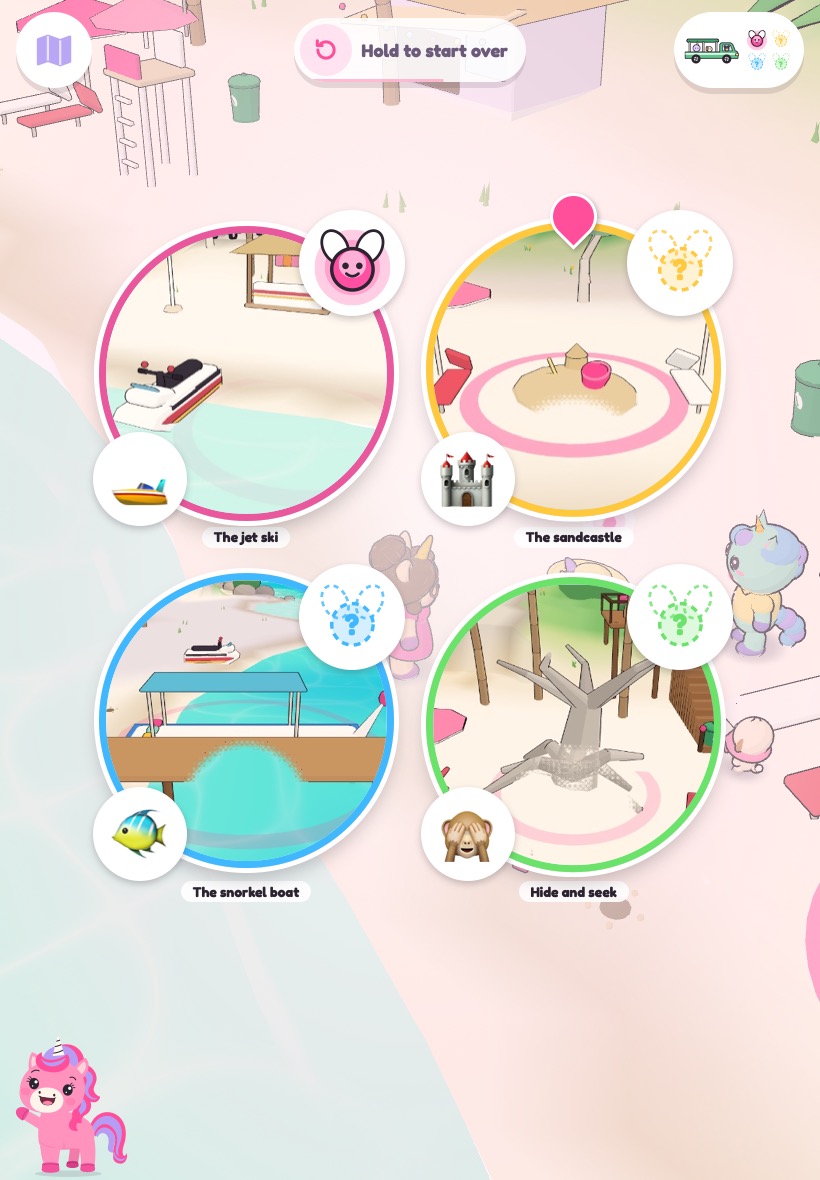 Hold to start over
The jet ski
The sandcastle
The snorkel boat
Hide and seek